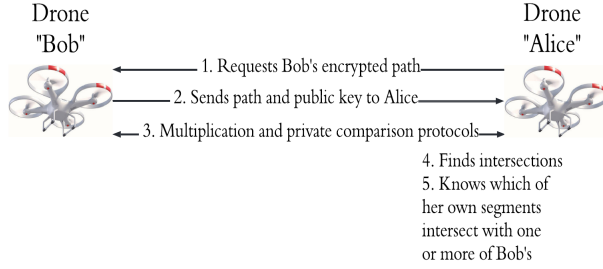 Drone
"Bob"
Drone
"Alice"
1. Requests Bob's encrypted path
2. Sends path and public key to Alice
3. Multiplication and private comparison protocols
4. Finds intersections
5. Knows which of
her own segments
intersect with one
or more of Bob's